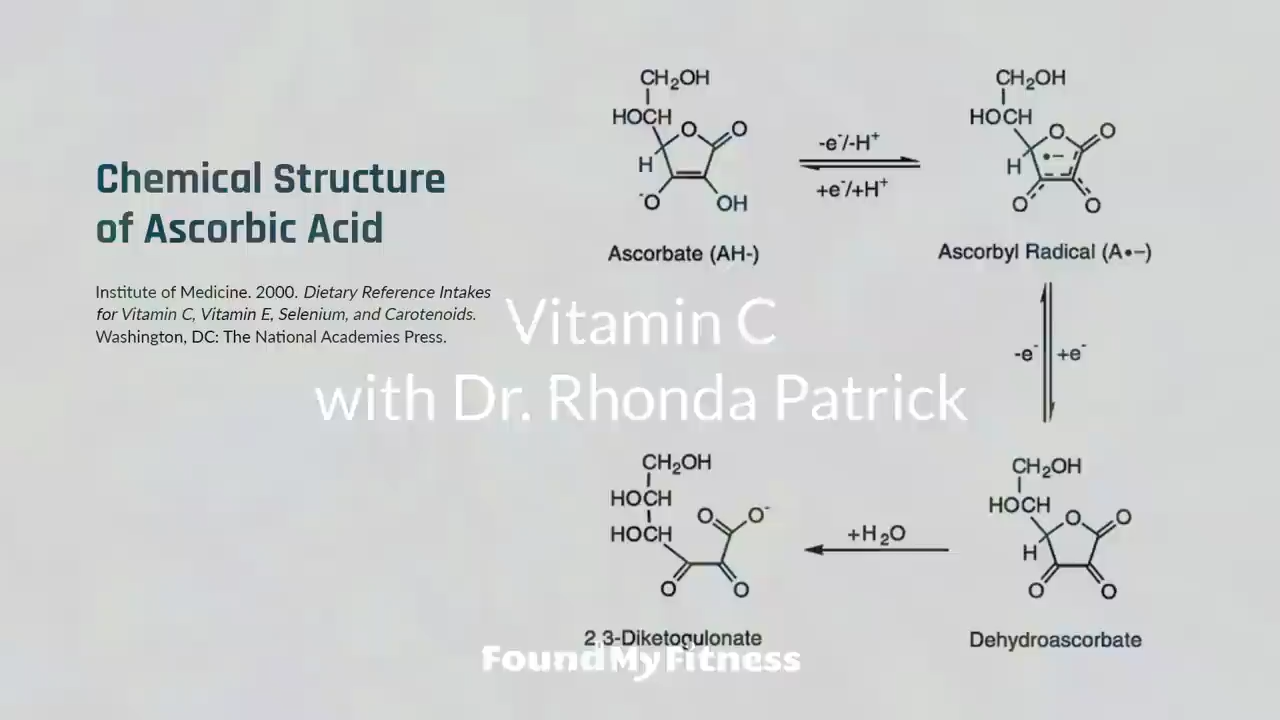 Chemical Structure
of Ascorbic Acid
Institute of Medicine. 2000. Dietary Reference Intakes
for Vitamin C, Vitamin E, Selenium, and Carotenoids.
Washington, DC: The National Academies Press.
Vitamin C
with Dr. Rhonda Patrick
CH₂OH
HOCH
O
O
H
⁻O
OH
Ascorbate (AH-)
-e⁻/-H⁺
+e⁻/+H⁺
CH₂OH
HOCH
O
O
H
•−
O
O
Ascorbyl Radical (A•−)
-e⁻
+e⁻
CH₂OH
HOCH
O
O
H
O
O
Dehydroascorbate
+H₂O
CH₂OH
HOCH
HOCH
O
O⁻
O
O
2,3-Diketogulonate
FoundMyFitness